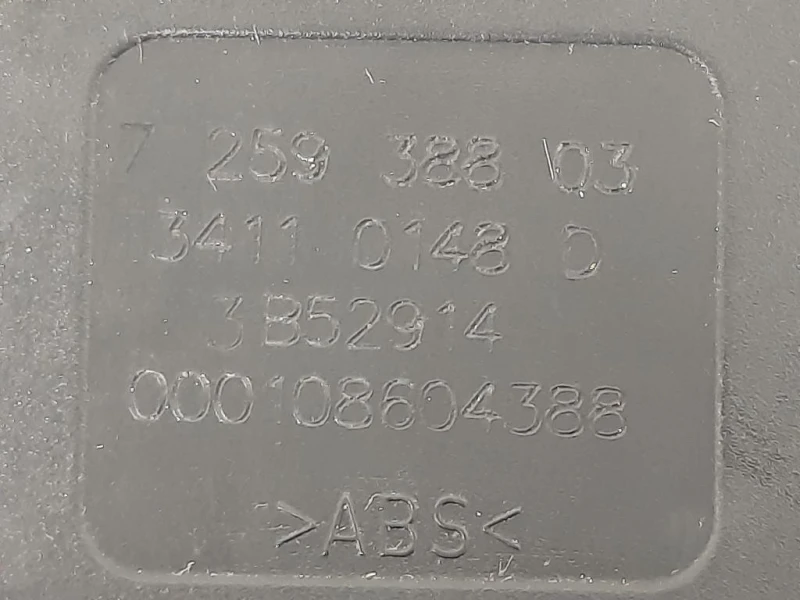 7 259 388 03
3411 0148 D
3B52914
000108604388
>ABS<